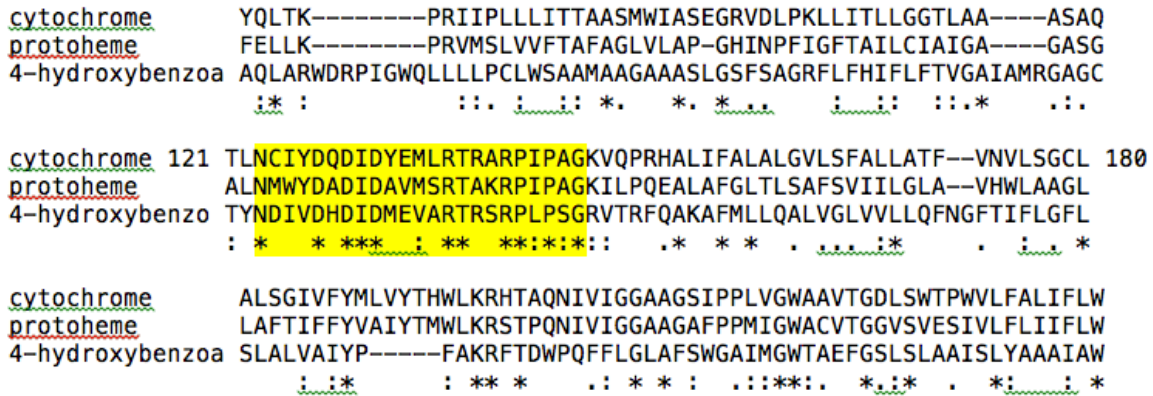 cytochrome YQLTK--------PRIIPLLLITTAASMWIASEGRVDLPKLLITLLGGTLAA----ASAQ
protoheme FELLK--------PRVMSLVVFTAFAGLVLAP-GHINPFIGFTAILCIAIGA----GASG
4-hydroxybenzoa AQLARWDRPIGWQLLLLPCLWSAAMAAGAAASLGSFSAGRFLFHIFLFTVGAIAMRGAGC
:* : ::. : :: *. *. * .. : :: ::.* .:.
cytochrome 121 TLNCIYDQDIDYEMLRTRARPIPAGKVQPRHALIFALALGVLSFALLATF--VNVLSGCL 180
protoheme ALNMWYDADIDAVMSRTAKRPIPAGKILPQEALAFGLTLSAFSVIILGLA--VHWLAAGL
4-hydroxybenzo TYNDIVDHDIDMEVARTRSRPLPSGRVTRFQAKAFMLLQALVGLVVLLQFNGFTIFLGFL
: * * *** : ** **:*:*:: .* * * . ... :* . : . *
cytochrome ALSGIVFYMLVYTHWLKRHTAQNIVIGGAAGSIPPLVGWAAVTGDLSWTPWVLFALIFLW
protoheme LAFTIFFYVAIYTMWLKRSTPQNIVIGGAAGAFPPMIGWACVTGGVSVESIVLFLIIFLW
4-hydroxybenzoa SLALVAIYP-----FAKRFTDWPQFFLGLAFSWGAIMGWTAEFGSLSLAAISLYAAAIAW
: :* : ** * .: * * : .::**:. *.:* . *: : *